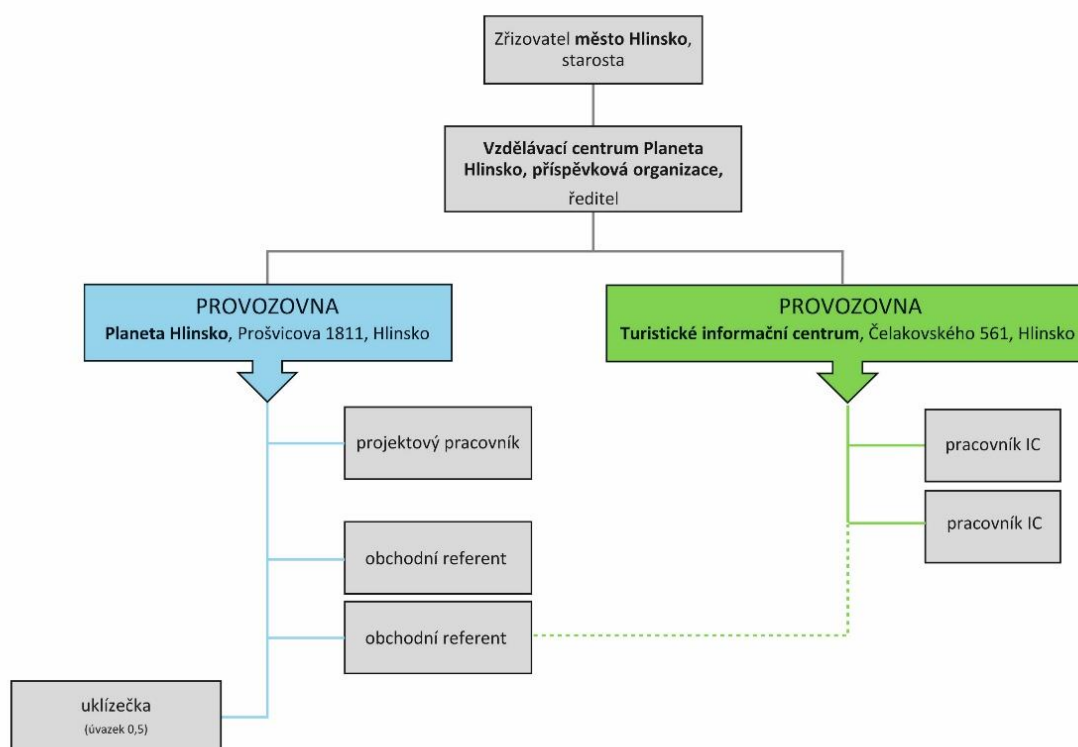 Zřizovatel město Hlinsko,
starosta
Vzdělávací centrum Planeta
Hlinsko, příspěvková organizace,
ředitel
PROVOZOVNA
Planeta Hlinsko, Prošvicova 1811, Hlinsko
PROVOZOVNA
Turistické informační centrum, Čelakovského 561, Hlinsko
projektový pracovník
obchodní referent
obchodní referent
uklízečka
(úvazek 0,5)
pracovník IC
pracovník IC